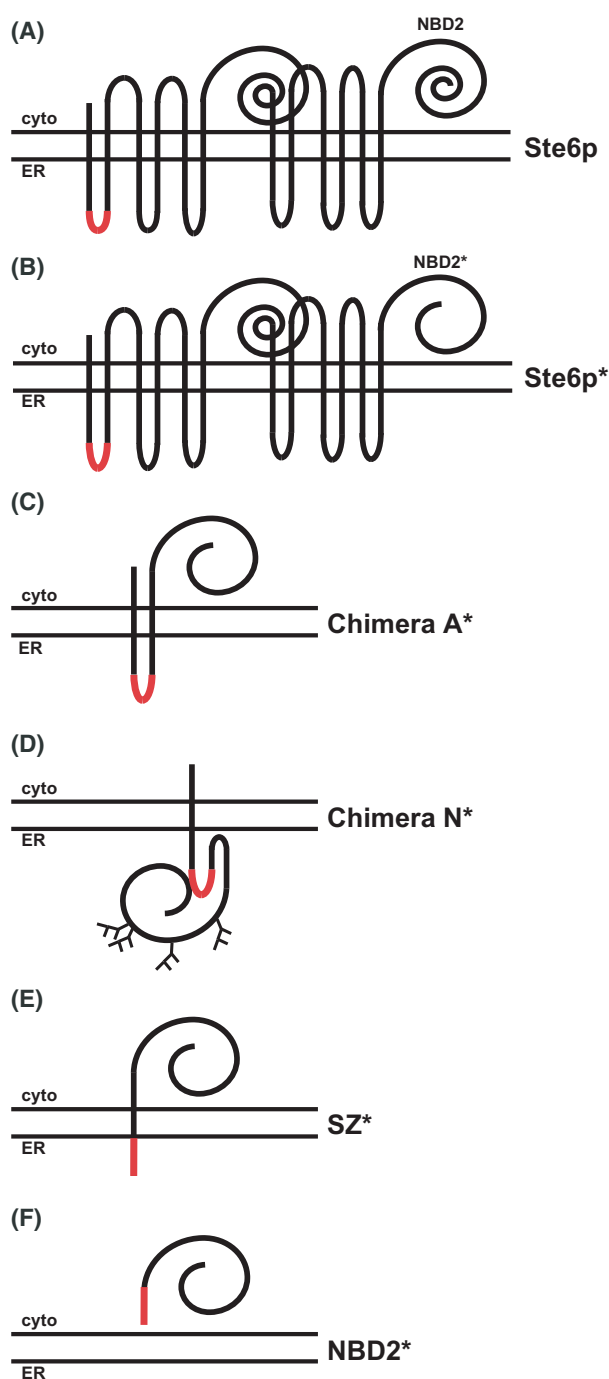 (A)
NBD2
cyto
ER
Ste6p
(B)
NBD2*
cyto
ER
Ste6p*
(C)
cyto
ER
Chimera A*
(D)
cyto
ER
Chimera N*
(E)
cyto
ER
SZ*
(F)
cyto
ER
NBD2*